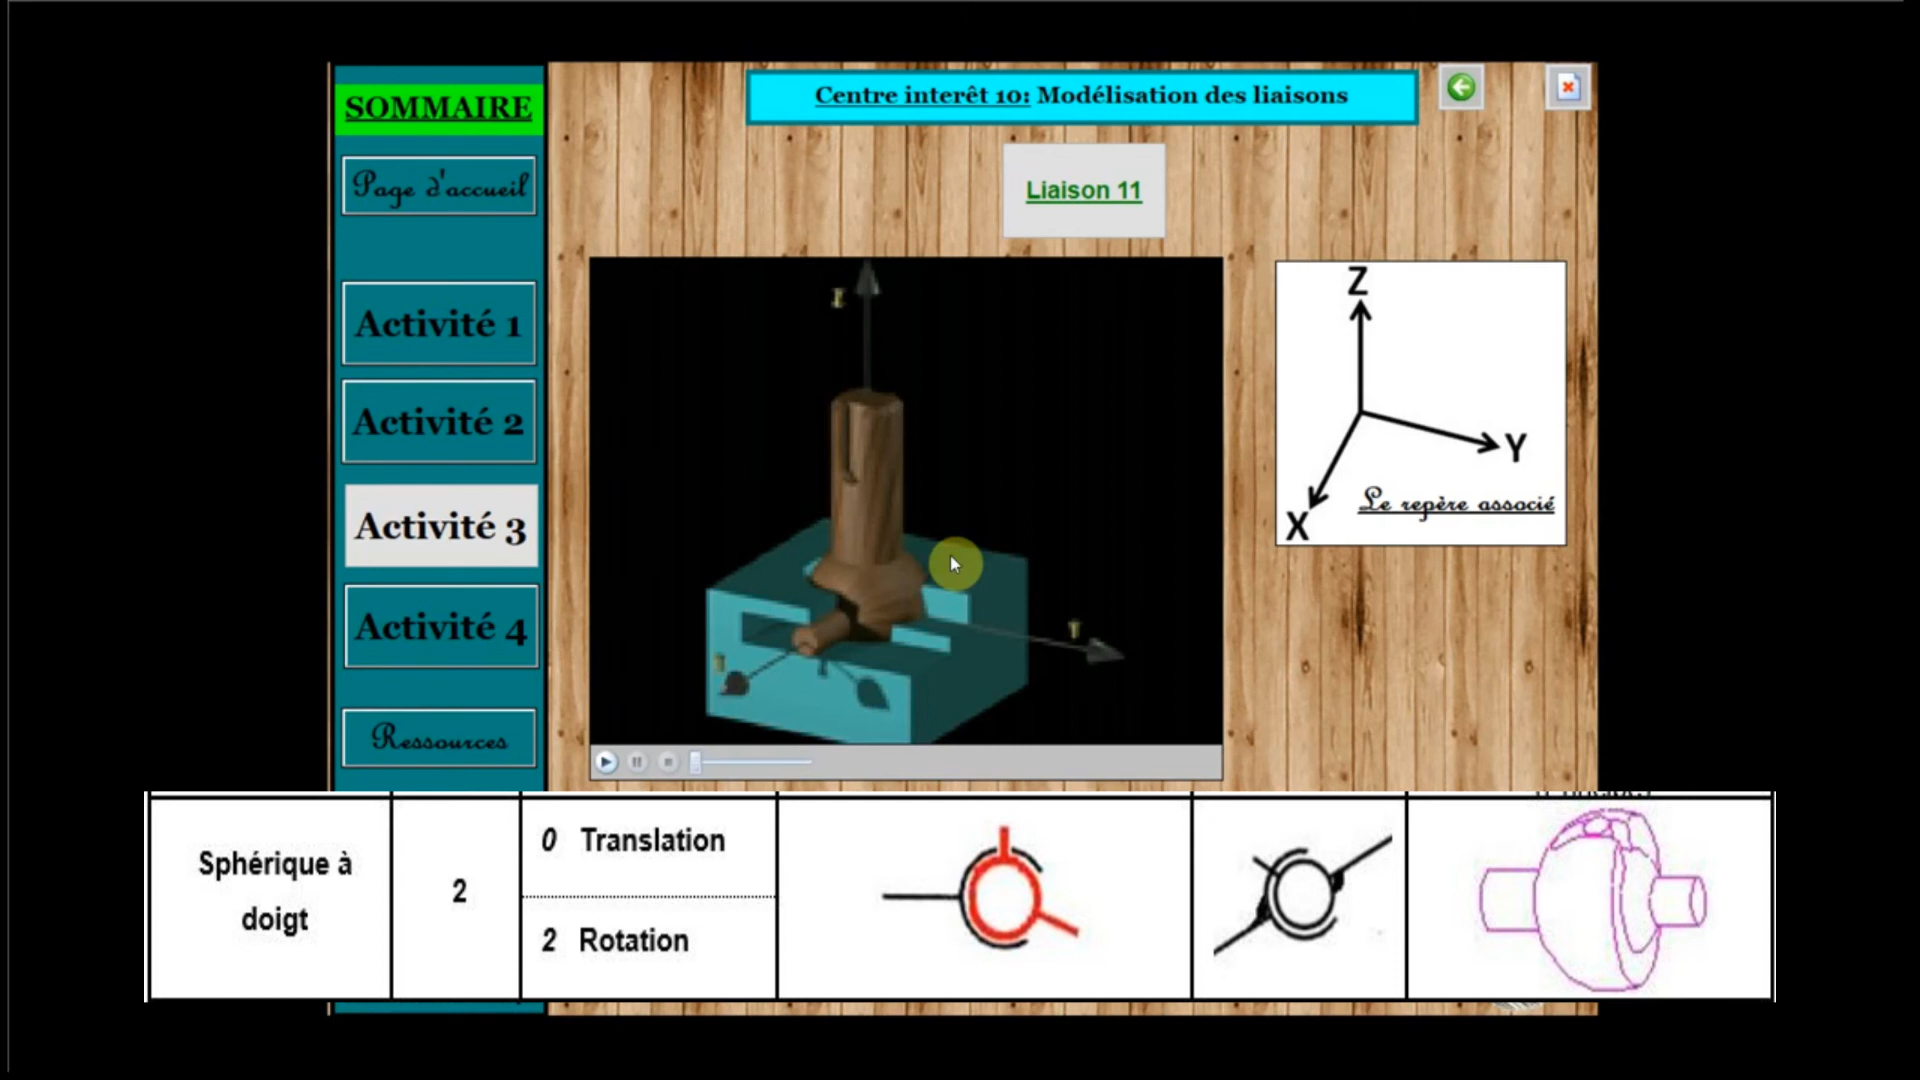 SOMMAIRE
Centre interêt 10: Modélisation des liaisons
Page d'accueil
Liaison 11
Activité 1
Activité 2
Activité 3
Activité 4
Ressources
Z
Y
X
Le repère associé
Sphérique à
doigt
2
0 Translation
2 Rotation